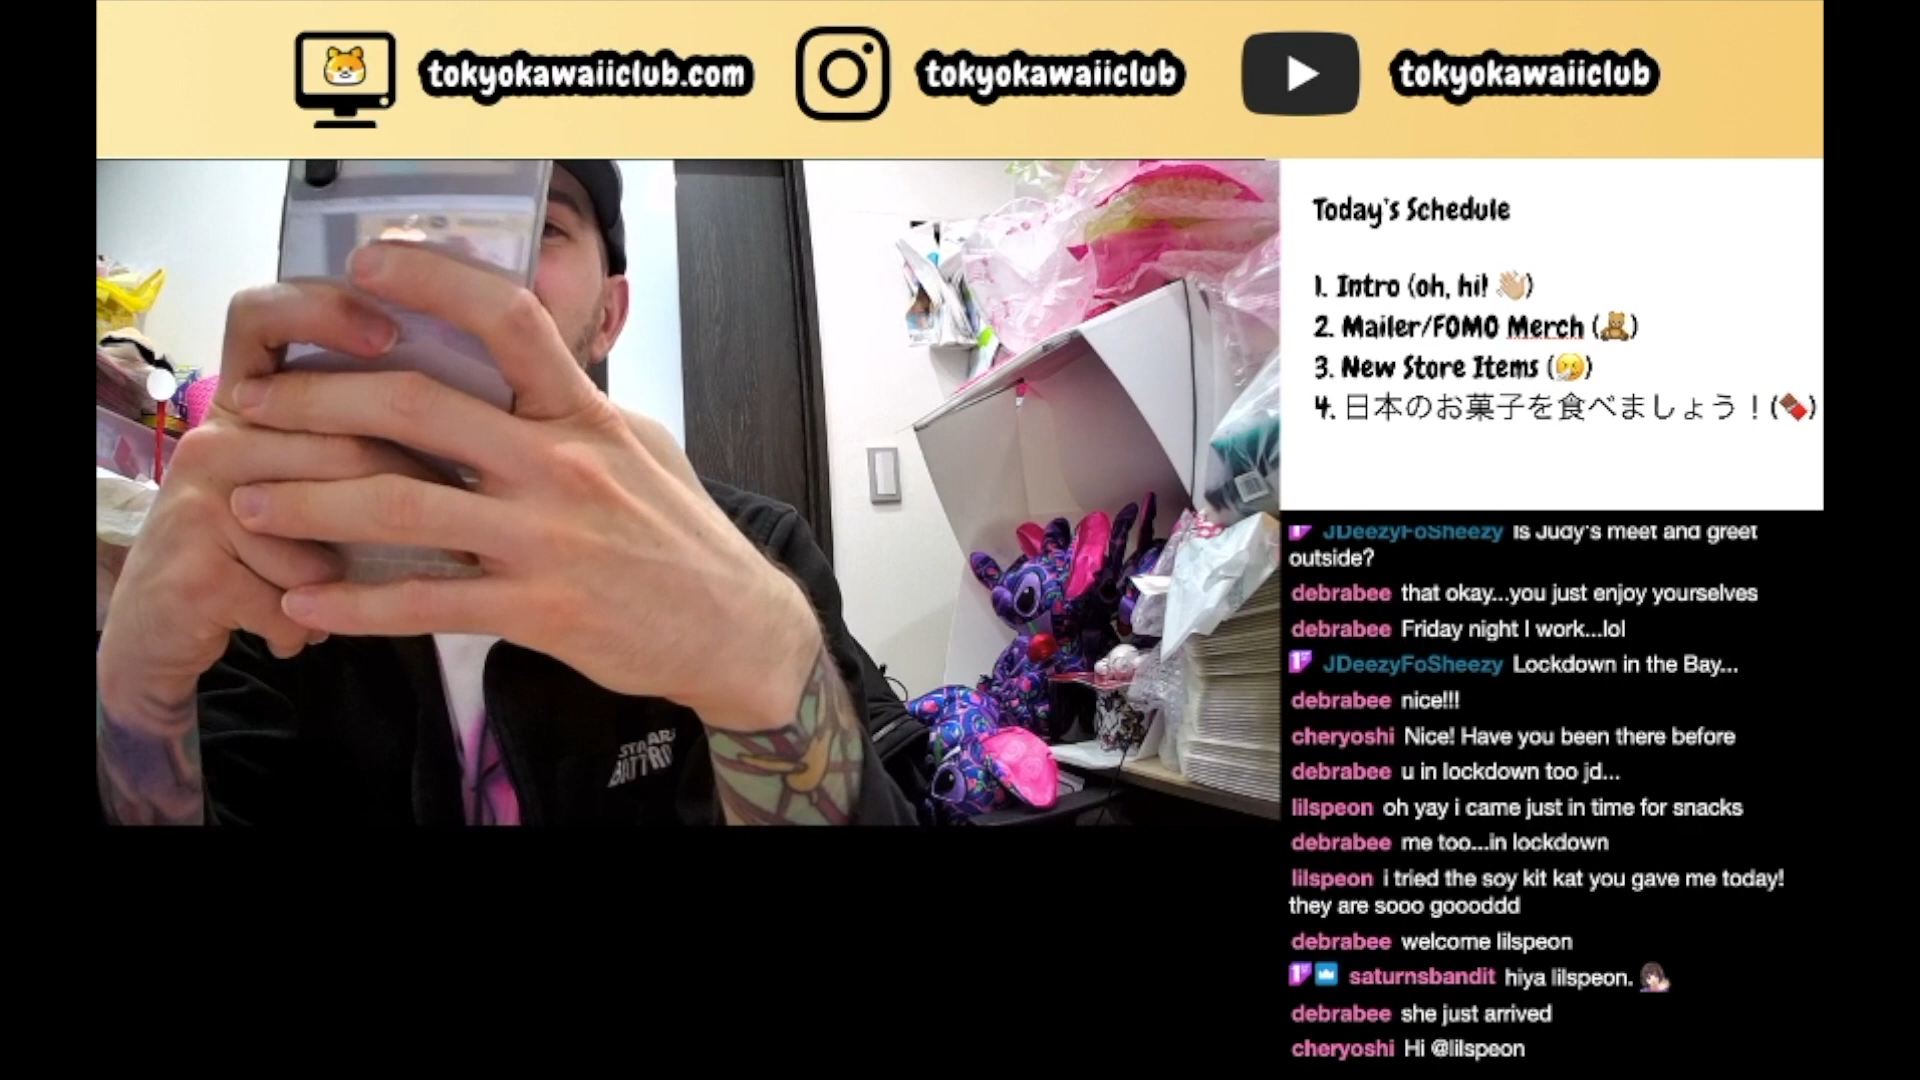 tokyokawaiiclub.com
tokyokawaiiclub
tokyokawaiiclub
Today's Schedule
1. Intro (oh, hi! 👋🏼)
2. Mailer/FOMO Merch (🧸)
3. New Store Items (🤧)
4. 日本のお菓子を食べましょう！(🍫)
STAR WARS
JDeezyFoSheezy Is Judy's meet and greet
outside?
debrabee that okay...you just enjoy yourselves
debrabee Friday night I work...lol
JDeezyFoSheezy Lockdown in the Bay...
debrabee nice!!!
cheryoshi Nice! Have you been there before
debrabee u in lockdown too jd...
lilspeon oh yay i came just in time for snacks
debrabee me too...in lockdown
lilspeon i tried the soy kit kat you gave me today!
they are sooo goooddd
debrabee welcome lilspeon
saturnsbandit hiya lilspeon.
debrabee she just arrived
cheryoshi Hi @lilspeon